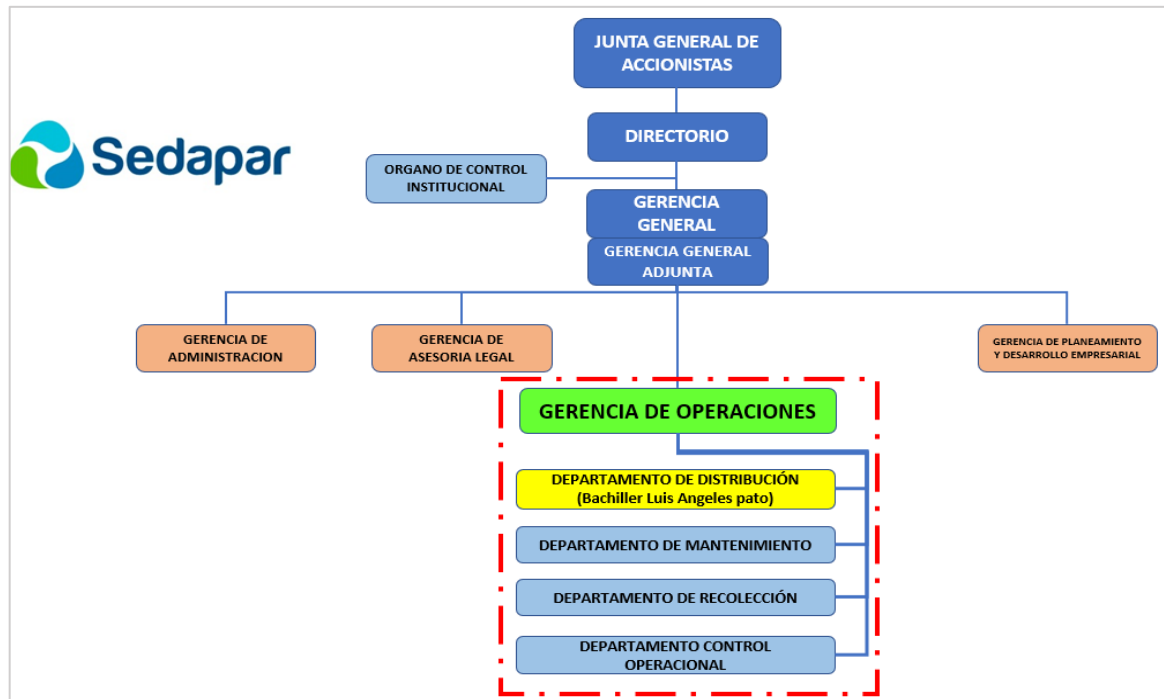 JUNTA GENERAL DE
ACCIONISTAS
Sedapar
DIRECTORIO
ORGANO DE CONTROL
INSTITUCIONAL
GERENCIA
GENERAL
GERENCIA GENERAL
ADJUNTA
GERENCIA DE
ADMINISTRACION
GERENCIA DE
ASESORIA LEGAL
GERENCIA DE PLANEAMIENTO
Y DESARROLLO EMPRESARIAL
GERENCIA DE OPERACIONES
DEPARTAMENTO DE DISTRIBUCIÓN
(Bachiller Luis Angeles pato)
DEPARTAMENTO DE MANTENIMIENTO
DEPARTAMENTO DE RECOLECCIÓN
DEPARTAMENTO CONTROL
OPERACIONAL